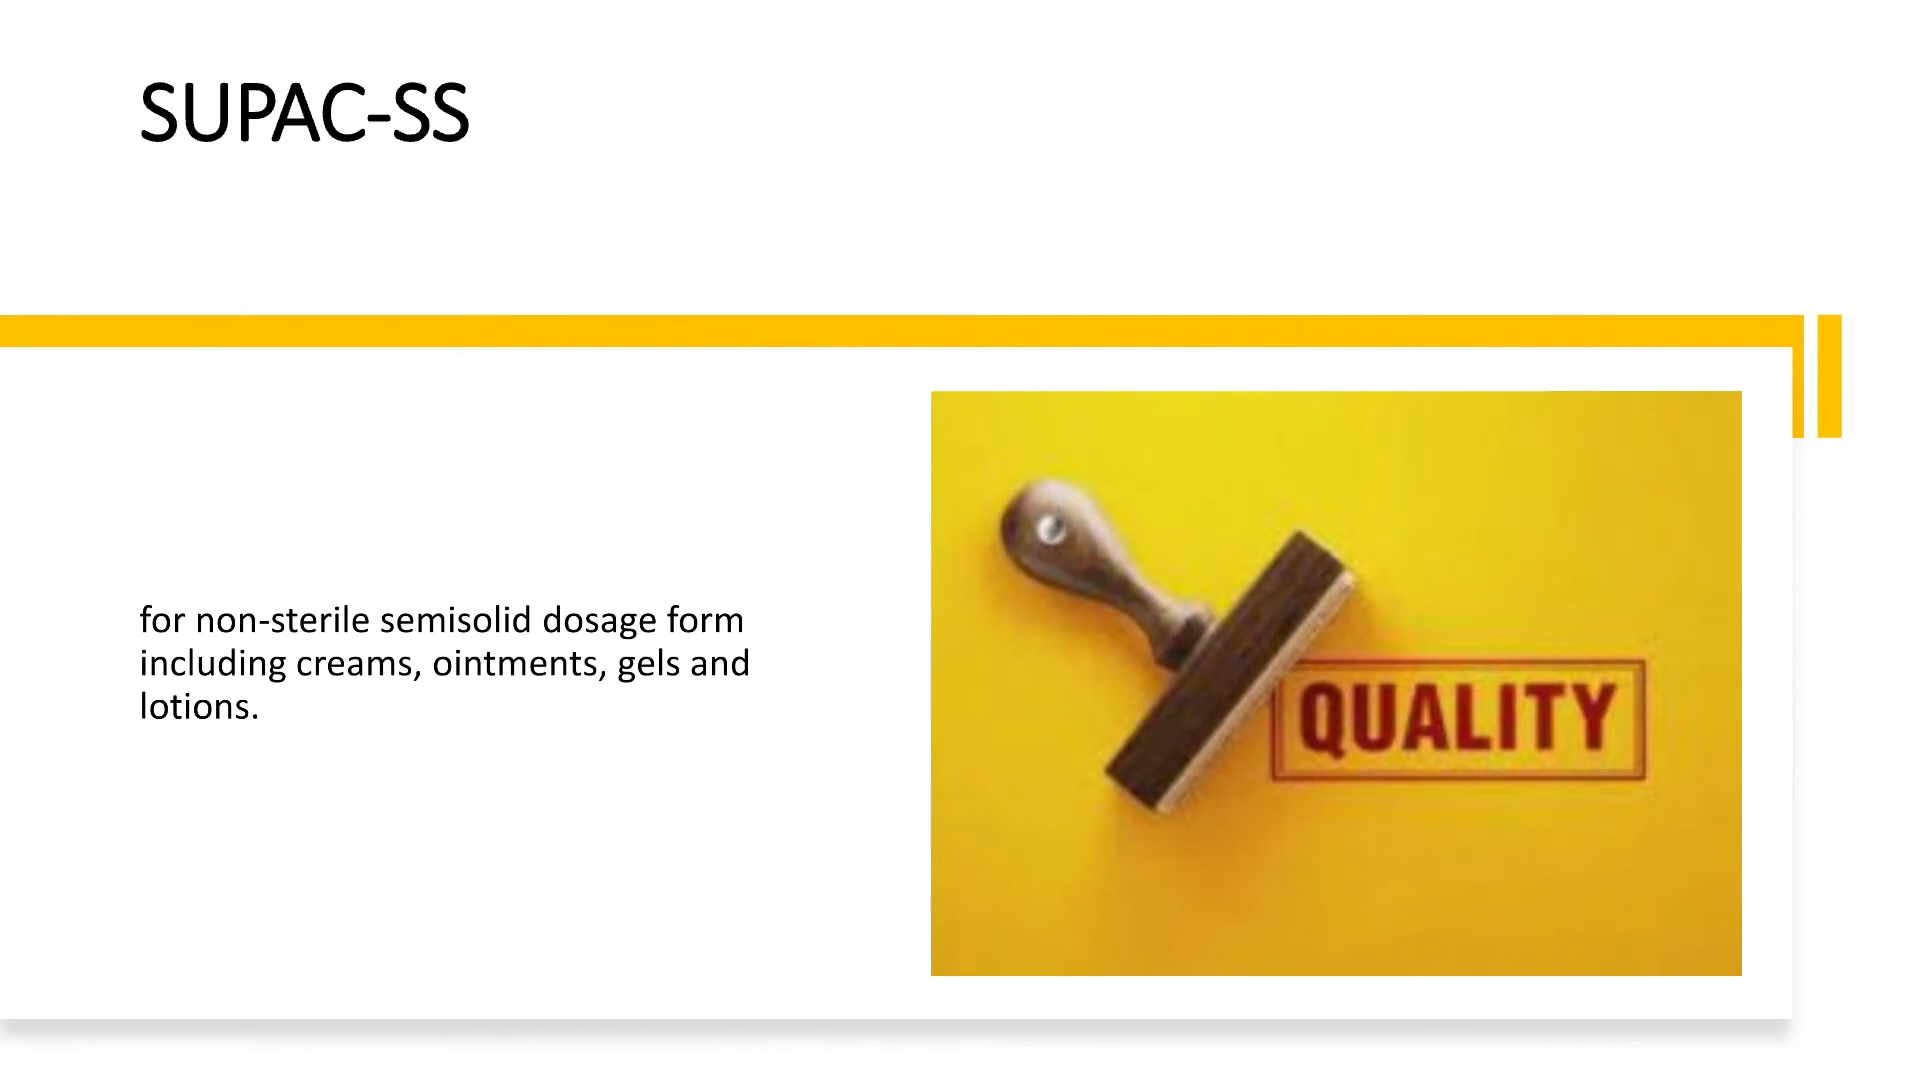 SUPAC-SS
for non-sterile semisolid dosage form
including creams, ointments, gels and
lotions.
QUALITY